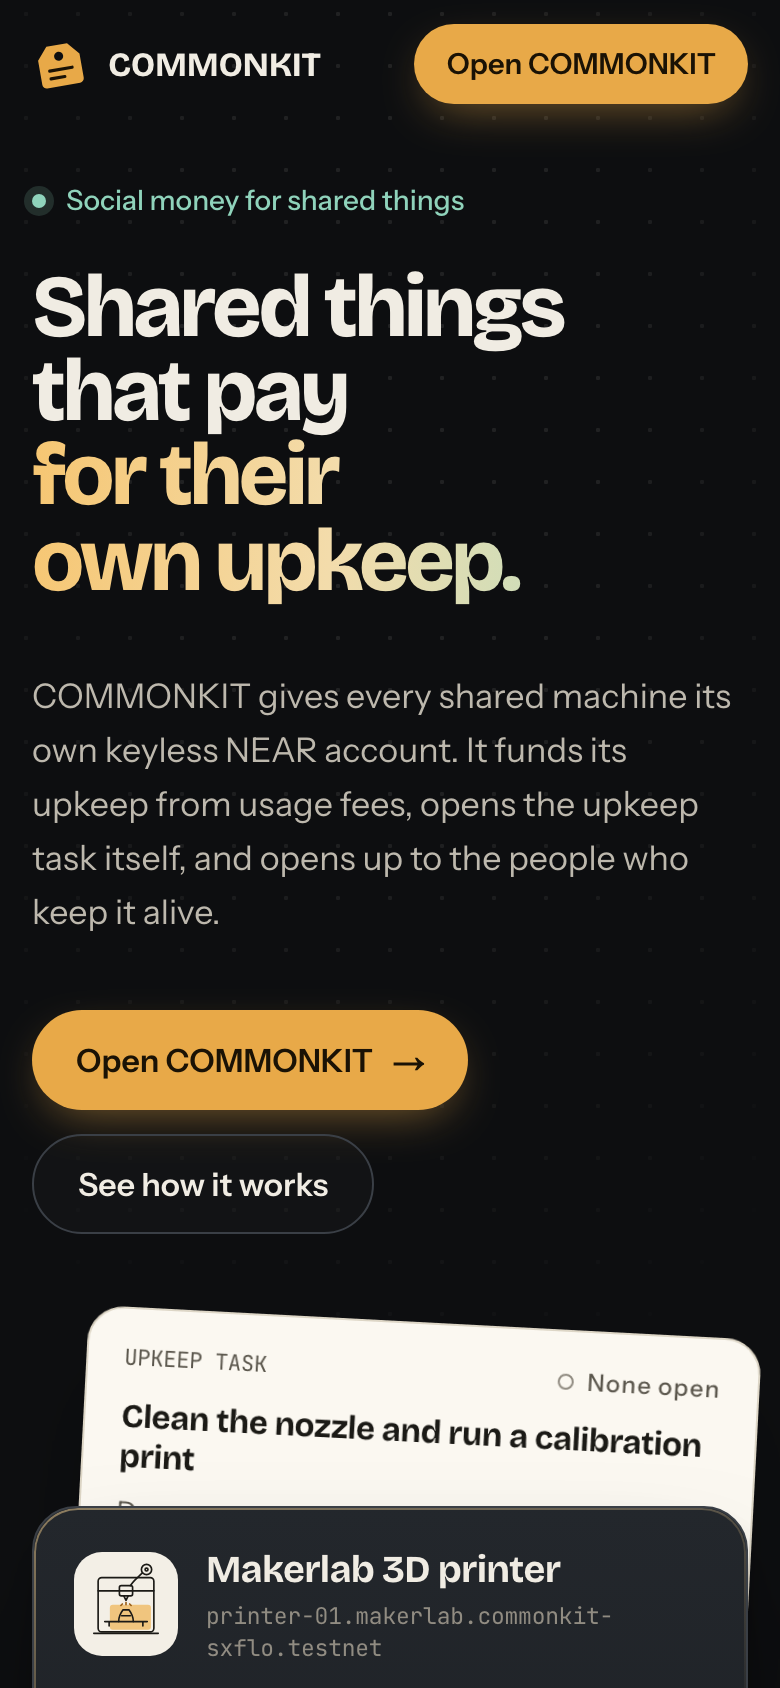 COMMONKIT
Open COMMONKIT
Social money for shared things
Shared things
that pay
for their
own upkeep.
COMMONKIT gives every shared machine its
own keyless NEAR account. It funds its
upkeep from usage fees, opens the upkeep
task itself, and opens up to the people who
keep it alive.
Open COMMONKIT →
See how it works
UPKEEP TASK
None open
Clean the nozzle and run a calibration
print
Makerlab 3D printer
printer-01.makerlab.commonkit-
sxflo.testnet